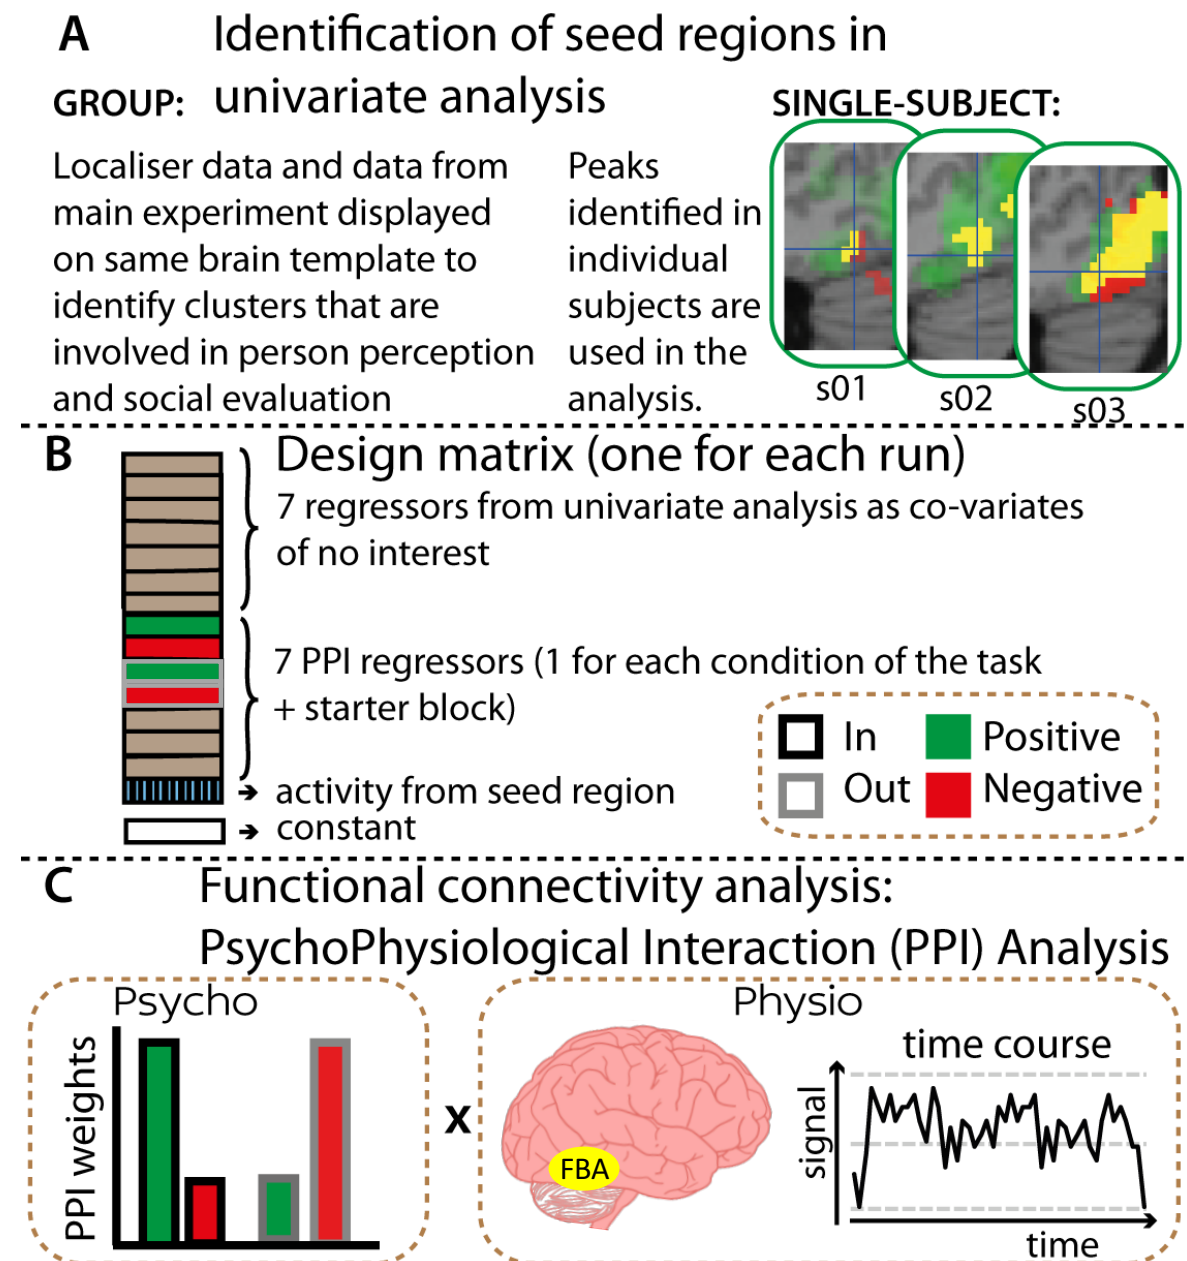 A
Identification of seed regions in
univariate analysis
GROUP:
SINGLE-SUBJECT:
Localiser data and data from
main experiment displayed
on same brain template to
identify clusters that are
involved in person perception
and social evaluation
Peaks
identified in
individual
subjects are
used in the
analysis.
s01
s02
s03
B
Design matrix (one for each run)
7 regressors from univariate analysis as co-variates
of no interest
7 PPI regressors (1 for each condition of the task
+ starter block)
In
Positive
Out
Negative
activity from seed region
constant
C
Functional connectivity analysis:
PsychoPhysiological Interaction (PPI) Analysis
Psycho
PPI weights
x
Physio
FBA
time course
signal
time